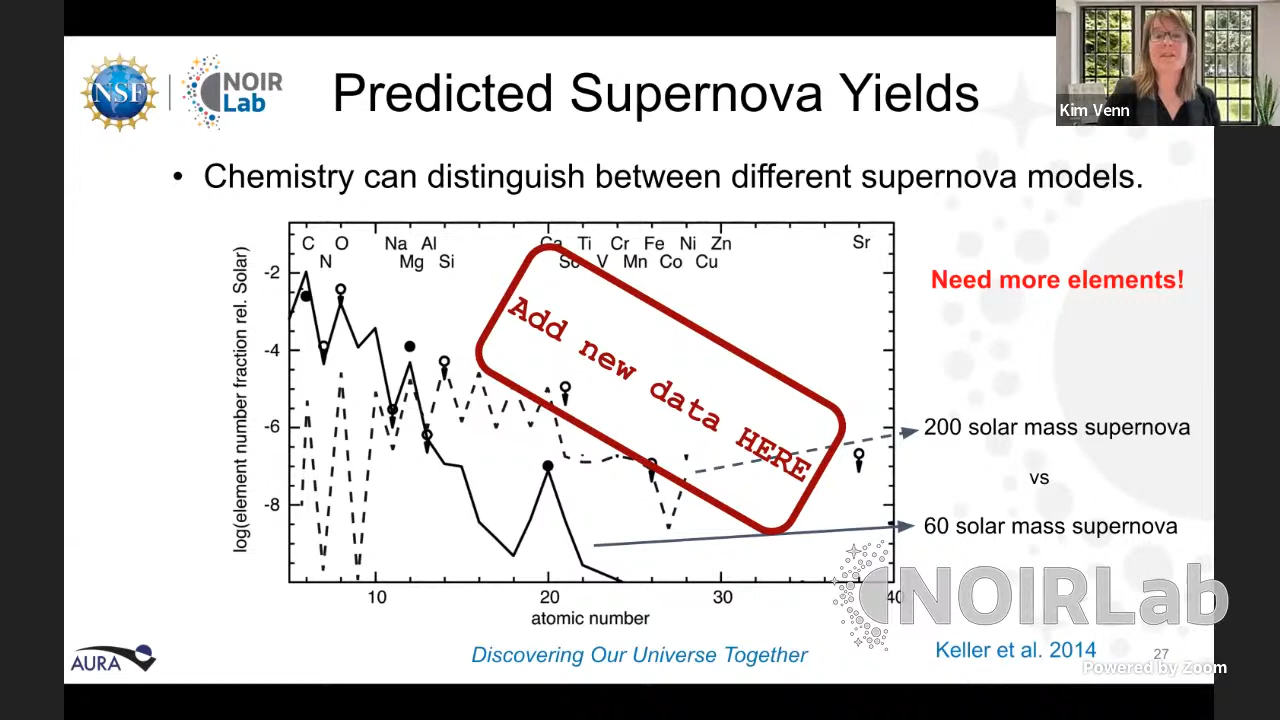 NSF
NOIR
Lab
Predicted Supernova Yields
Kim Venn
• Chemistry can distinguish between different supernova models.
C O Na Al Ca Ti Cr Fe Ni Zn Sr
N Mg Si Sc V Mn Co Cu
log(element number fraction rel. Solar)
-2
-4
-6
-8
Add new data HERE
Need more elements!
200 solar mass supernova
vs
60 solar mass supernova
10 20 30 40
atomic number
NOIRLab
AURA
Discovering Our Universe Together
Keller et al. 2014
27
Powered by Zoom